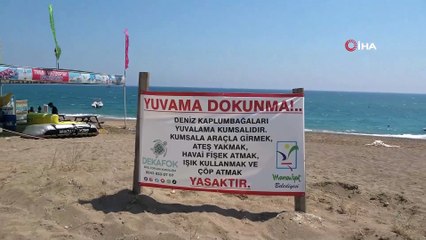 İHA
YUVAMA DOKUNMA!..
DENİZ KAPLUMBAĞALARI
YUVALAMA KUMSALIDIR.
KUMSALA ARAÇLA GİRMEK,
ATEŞ YAKMAK,
HAVAİ FİŞEK ATMAK,
IŞIK KULLANMAK VE
ÇÖP ATMAK
YASAKTIR.
DEKAFOK
Manavgat
Belediyesi